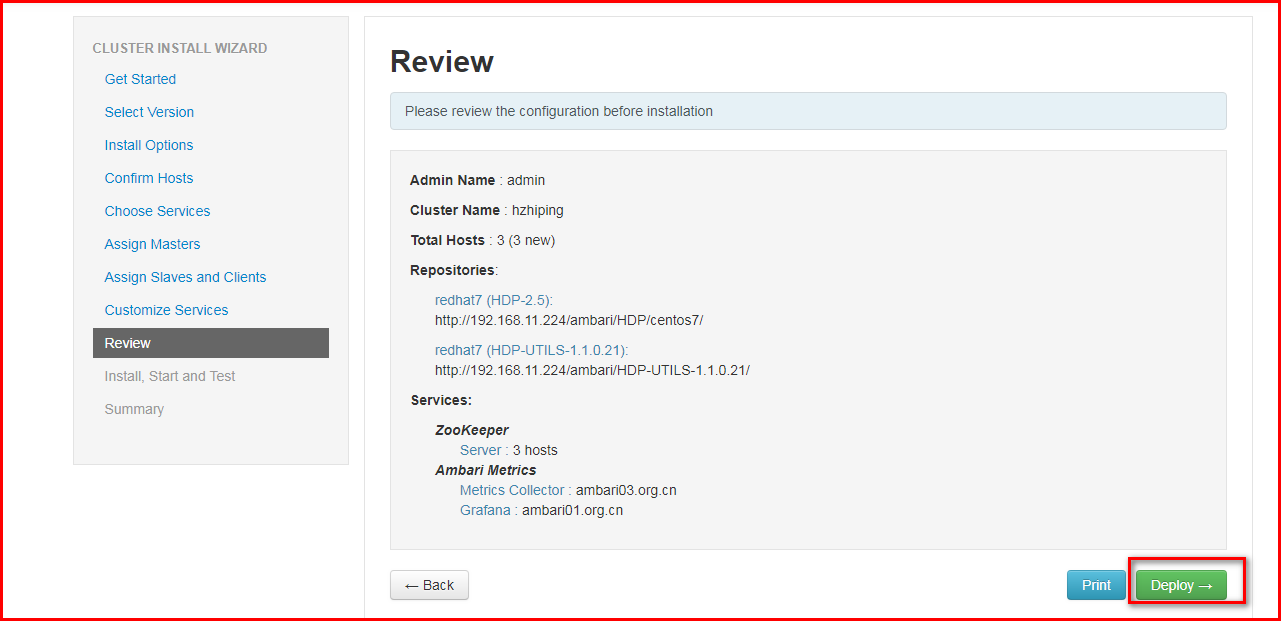 CLUSTER INSTALL WIZARD
Get Started
Select Version
Install Options
Confirm Hosts
Choose Services
Assign Masters
Assign Slaves and Clients
Customize Services
Review
Install, Start and Test
Summary
Review
Please review the configuration before installation
Admin Name : admin
Cluster Name : hzhiping
Total Hosts : 3 (3 new)
Repositories:
redhat7 (HDP-2.5):
http://192.168.11.224/ambari/HDP/centos7/
redhat7 (HDP-UTILS-1.1.0.21):
http://192.168.11.224/ambari/HDP-UTILS-1.1.0.21/
Services:
ZooKeeper
Server : 3 hosts
Ambari Metrics
Metrics Collector : ambari03.org.cn
Grafana : ambari01.org.cn
← Back
Print
Deploy →